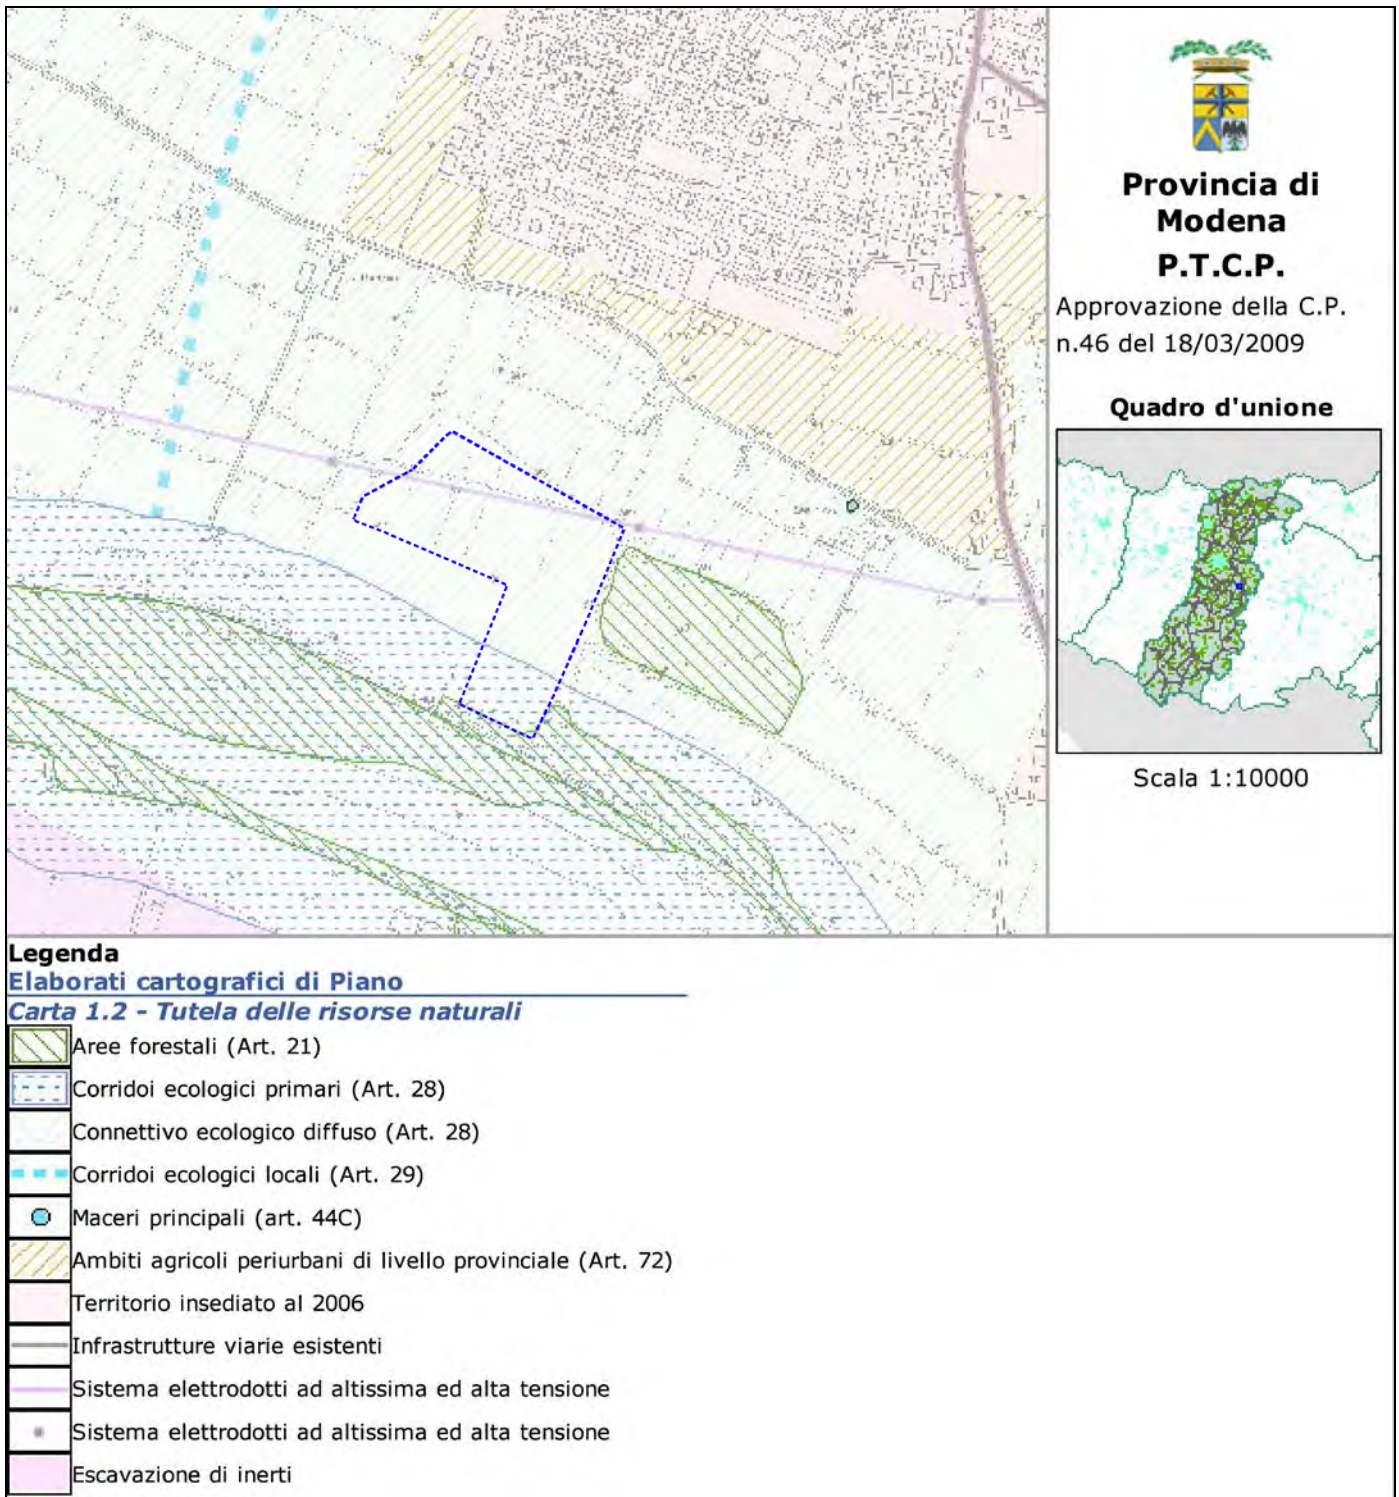 Provincia di
Modena
P.T.C.P.
Approvazione della C.P.
n.46 del 18/03/2009
Quadro d'unione
Scala 1:10000
Legenda
Elaborati cartografici di Piano
Carta 1.2 - Tutela delle risorse naturali
Aree forestali (Art. 21)
Corridoi ecologici primari (Art. 28)
Connettivo ecologico diffuso (Art. 28)
Corridoi ecologici locali (Art. 29)
Maceri principali (art. 44C)
Ambiti agricoli periurbani di livello provinciale (Art. 72)
Territorio insediato al 2006
Infrastrutture viarie esistenti
Sistema elettrodotti ad altissima ed alta tensione
Sistema elettrodotti ad altissima ed alta tensione
Escavazione di inerti